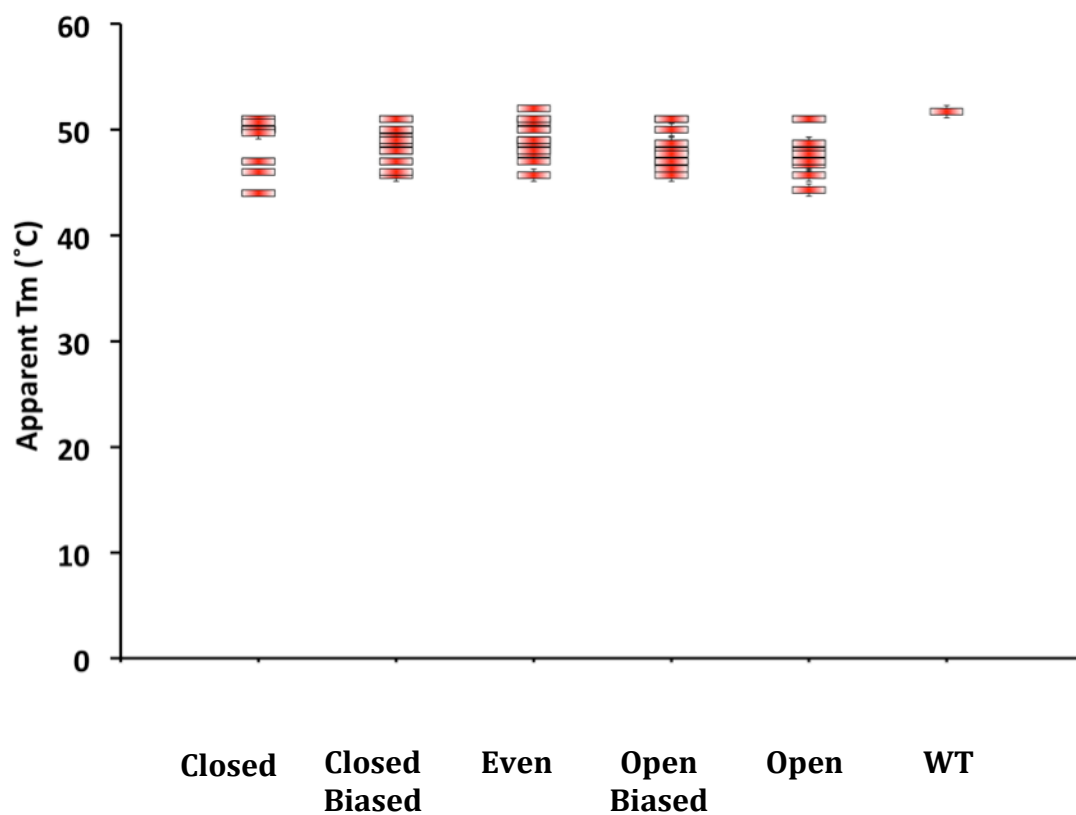 60
50
40
30
20
10
0
Apparent Tm (˚C)
Closed
Closed
Biased
Even
Open
Biased
Open
WT